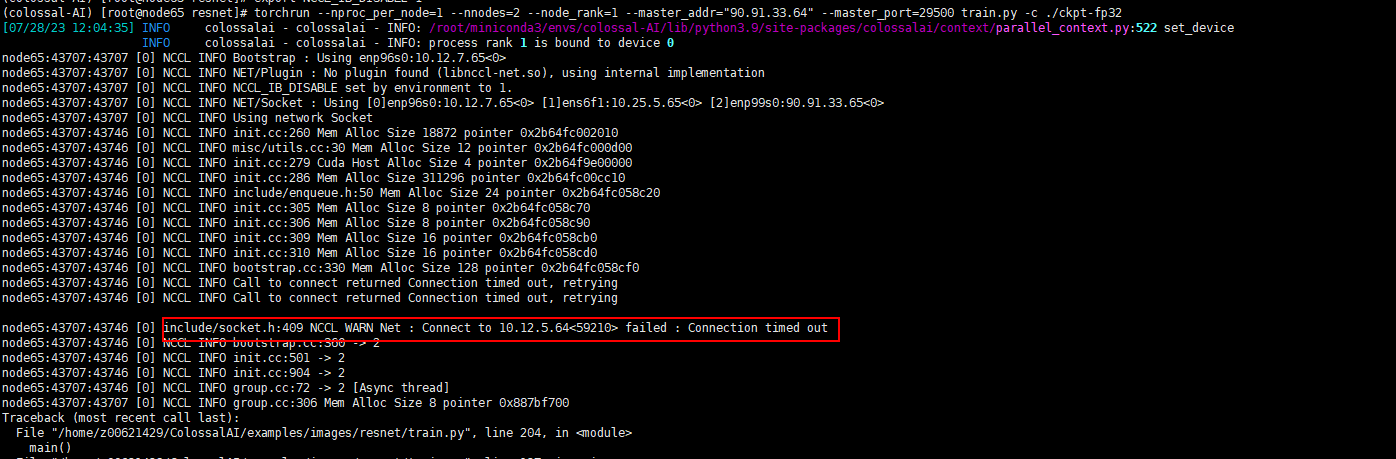 (colossal-AI) [root@node65 resnet]# export NCCL_IB_DISABLE=1
(colossal-AI) [root@node65 resnet]# torchrun --nproc_per_node=1 --nnodes=2 --node_rank=1 --master_addr="90.91.33.64" --master_port=29500 train.py -c ./ckpt-fp32
[07/28/23 12:04:35] INFO colossalai - colossalai - INFO: /root/miniconda3/envs/colossal-AI/lib/python3.9/site-packages/colossalai/context/parallel_context.py:522 set_device
INFO colossalai - colossalai - INFO: process rank 1 is bound to device 0
node65:43707:43707 [0] NCCL INFO Bootstrap : Using enp96s0:10.12.7.65<0>
node65:43707:43707 [0] NCCL INFO NET/Plugin : No plugin found (libnccl-net.so), using internal implementation
node65:43707:43707 [0] NCCL INFO NCCL_IB_DISABLE set by environment to 1.
node65:43707:43707 [0] NCCL INFO NET/Socket : Using [0]enp96s0:10.12.7.65<0> [1]ens6f1:10.25.5.65<0> [2]enp99s0:90.91.33.65<0>
node65:43707:43707 [0] NCCL INFO Using network Socket
node65:43707:43746 [0] NCCL INFO init.cc:260 Mem Alloc Size 18872 pointer 0x2b64fc002010
node65:43707:43746 [0] NCCL INFO misc/utils.cc:30 Mem Alloc Size 12 pointer 0x2b64fc000d00
node65:43707:43746 [0] NCCL INFO init.cc:279 Cuda Host Alloc Size 4 pointer 0x2b64f9e00000
node65:43707:43746 [0] NCCL INFO init.cc:286 Mem Alloc Size 311296 pointer 0x2b64fc00cc10
node65:43707:43746 [0] NCCL INFO include/enqueue.h:50 Mem Alloc Size 24 pointer 0x2b64fc058c20
node65:43707:43746 [0] NCCL INFO init.cc:305 Mem Alloc Size 8 pointer 0x2b64fc058c70
node65:43707:43746 [0] NCCL INFO init.cc:306 Mem Alloc Size 8 pointer 0x2b64fc058c90
node65:43707:43746 [0] NCCL INFO init.cc:309 Mem Alloc Size 16 pointer 0x2b64fc058cb0
node65:43707:43746 [0] NCCL INFO init.cc:310 Mem Alloc Size 16 pointer 0x2b64fc058cd0
node65:43707:43746 [0] NCCL INFO bootstrap.cc:330 Mem Alloc Size 128 pointer 0x2b64fc058cf0
node65:43707:43746 [0] NCCL INFO Call to connect returned Connection timed out, retrying
node65:43707:43746 [0] NCCL INFO Call to connect returned Connection timed out, retrying
node65:43707:43746 [0] include/socket.h:409 NCCL WARN Net : Connect to 10.12.5.64<59210> failed : Connection timed out
node65:43707:43746 [0] NCCL INFO bootstrap.cc:360 -> 2
node65:43707:43746 [0] NCCL INFO init.cc:501 -> 2
node65:43707:43746 [0] NCCL INFO init.cc:904 -> 2
node65:43707:43746 [0] NCCL INFO group.cc:72 -> 2 [Async thread]
node65:43707:43707 [0] NCCL INFO group.cc:306 Mem Alloc Size 8 pointer 0x887bf700
Traceback (most recent call last):
File "/home/z00621429/ColossalAI/examples/images/resnet/train.py", line 204, in <module>
main()